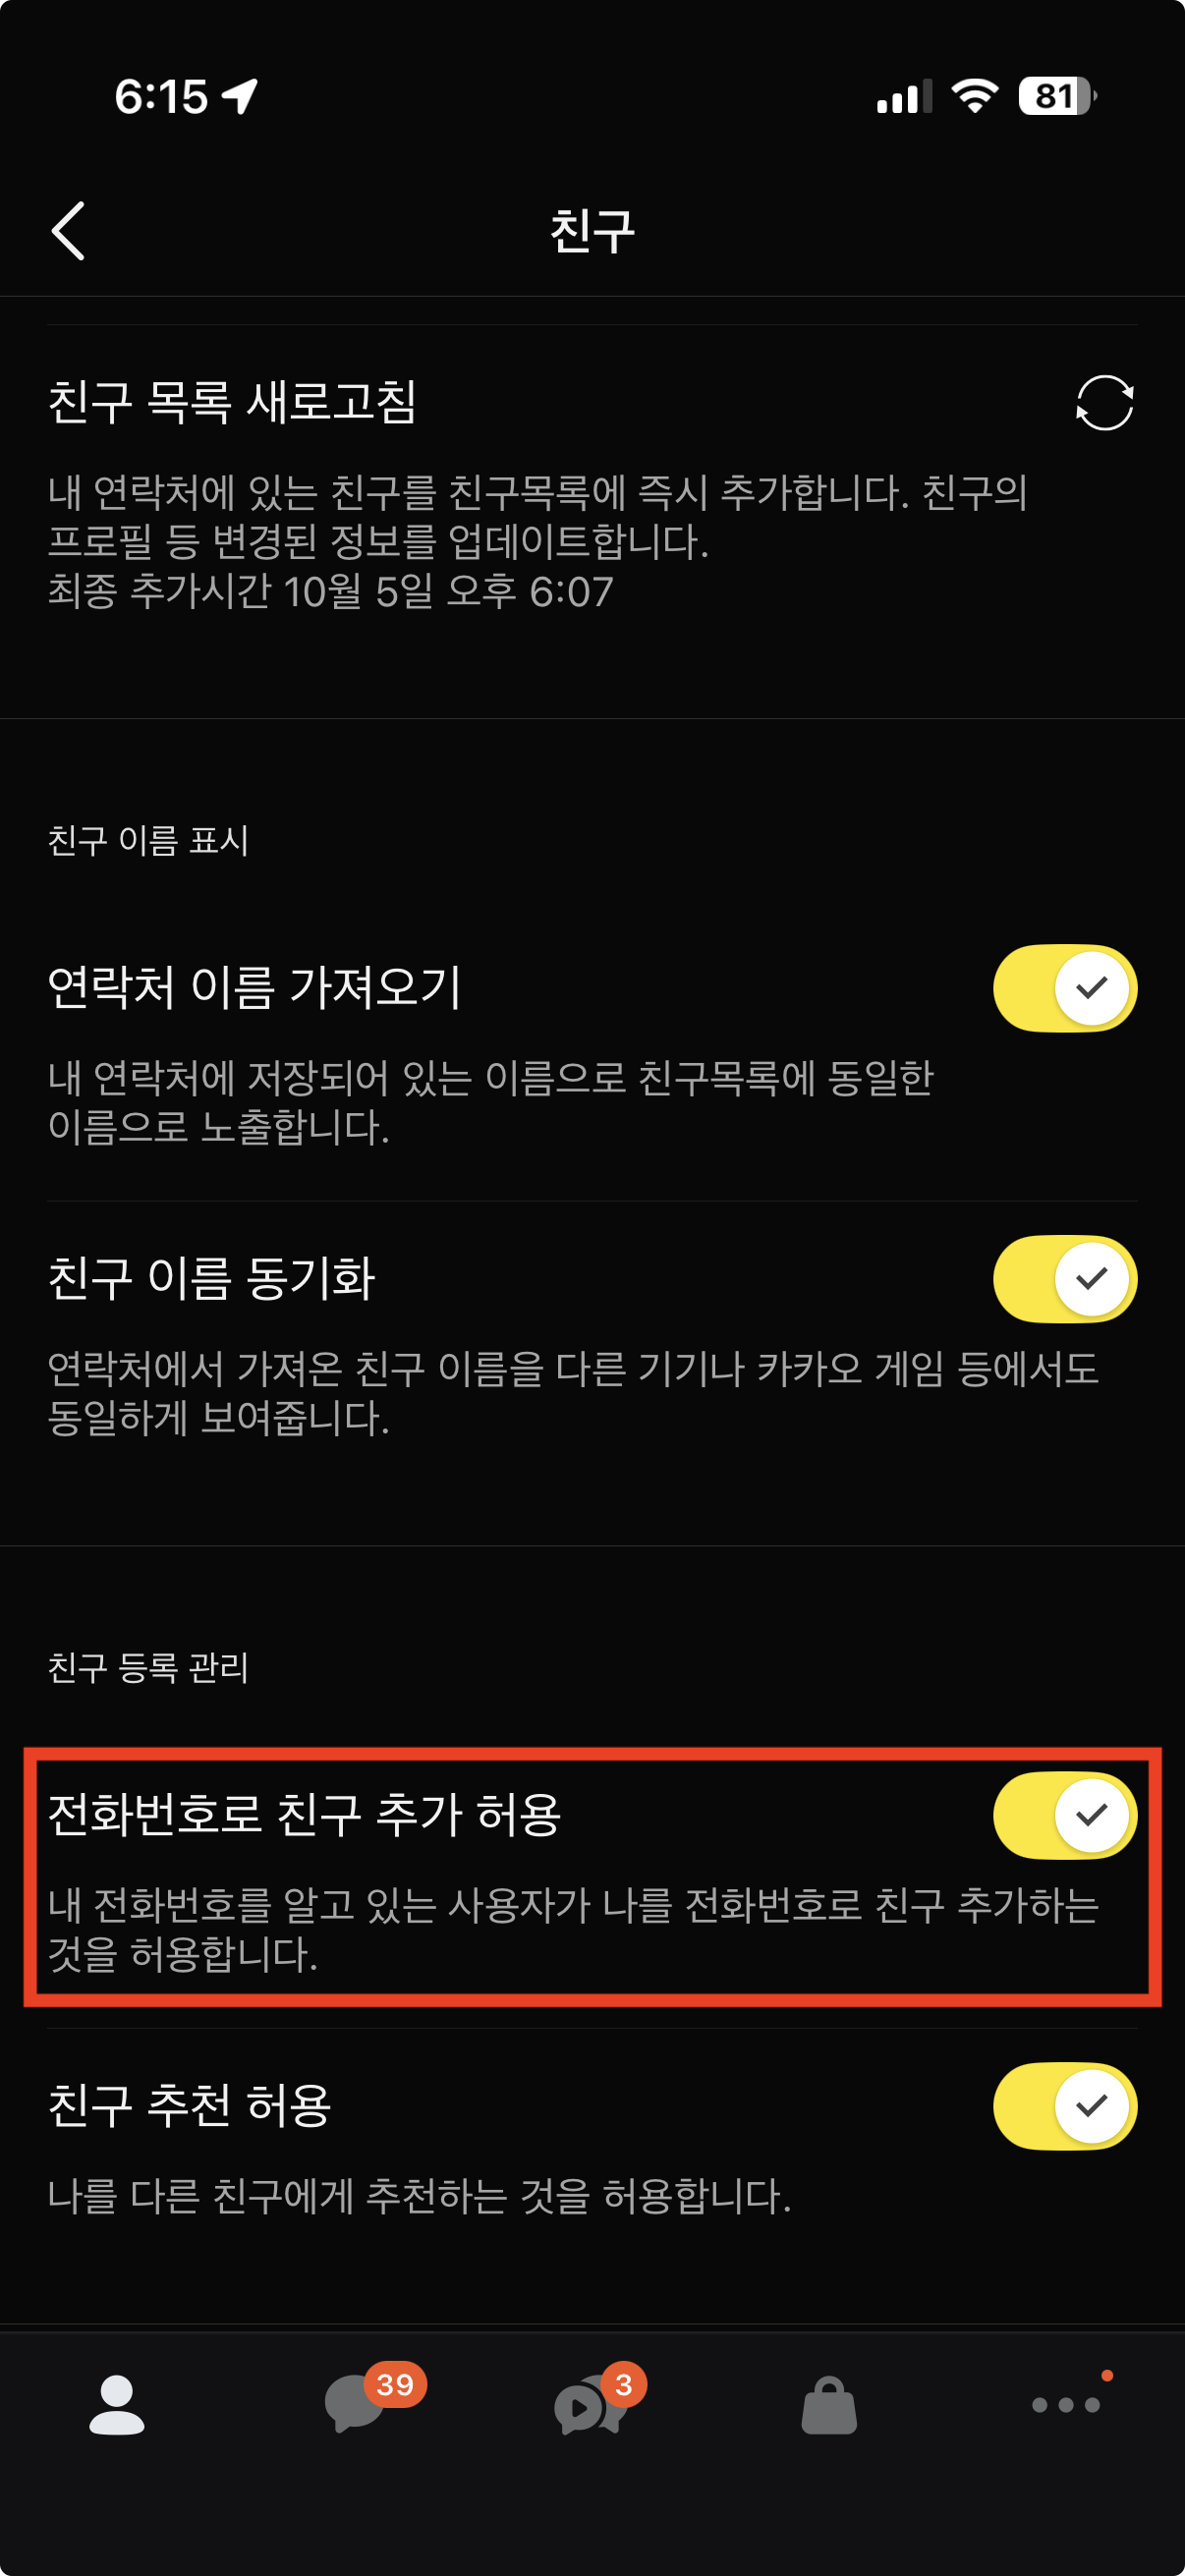 6:15
81
친구
친구 목록 새로고침
내 연락처에 있는 친구를 친구목록에 즉시 추가합니다. 친구의
프로필 등 변경된 정보를 업데이트합니다.
최종 추가시간 10월 5일 오후 6:07
친구 이름 표시
연락처 이름 가져오기
내 연락처에 저장되어 있는 이름으로 친구목록에 동일한
이름으로 노출합니다.
친구 이름 동기화
연락처에서 가져온 친구 이름을 다른 기기나 카카오 게임 등에서도
동일하게 보여줍니다.
친구 등록 관리
전화번호로 친구 추가 허용
내 전화번호를 알고 있는 사용자가 나를 전화번호로 친구 추가하는
것을 허용합니다.
친구 추천 허용
나를 다른 친구에게 추천하는 것을 허용합니다.
39
3